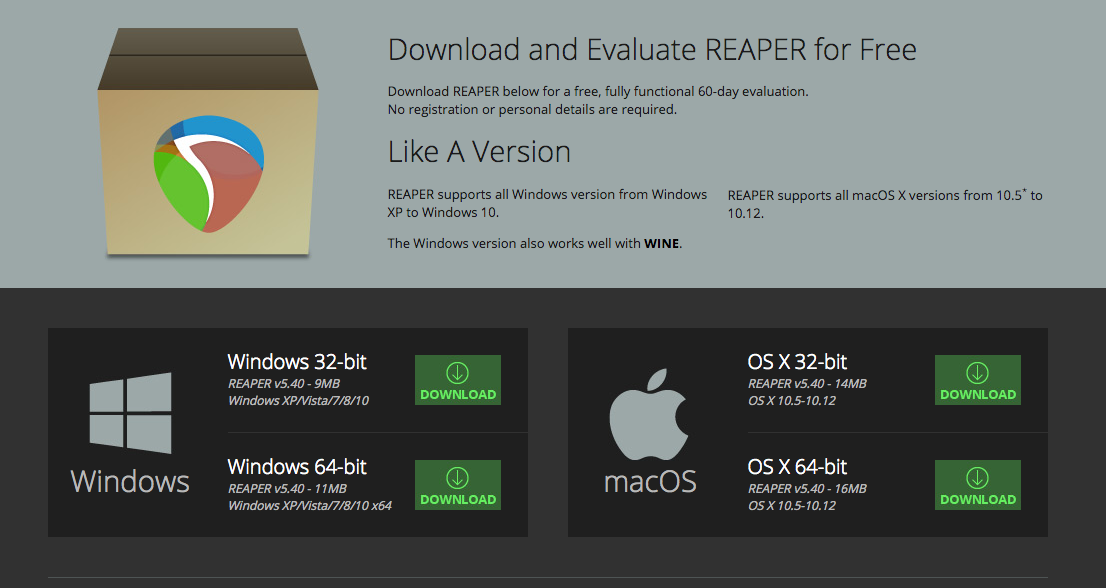 Download and Evaluate REAPER for Free
Download REAPER below for a free, fully functional 60-day evaluation.
No registration or personal details are required.
Like A Version
REAPER supports all Windows version from Windows
XP to Windows 10.
The Windows version also works well with WINE.
REAPER supports all macOS X versions from 10.5* to
10.12.
Windows
Windows 32-bit
REAPER v5.40 - 9MB
Windows XP/Vista/7/8/10
DOWNLOAD
Windows 64-bit
REAPER v5.40 - 11MB
Windows XP/Vista/7/8/10 x64
DOWNLOAD
macOS
OS X 32-bit
REAPER v5.40 - 14MB
OS X 10.5-10.12
DOWNLOAD
OS X 64-bit
REAPER v5.40 - 16MB
OS X 10.5-10.12
DOWNLOAD